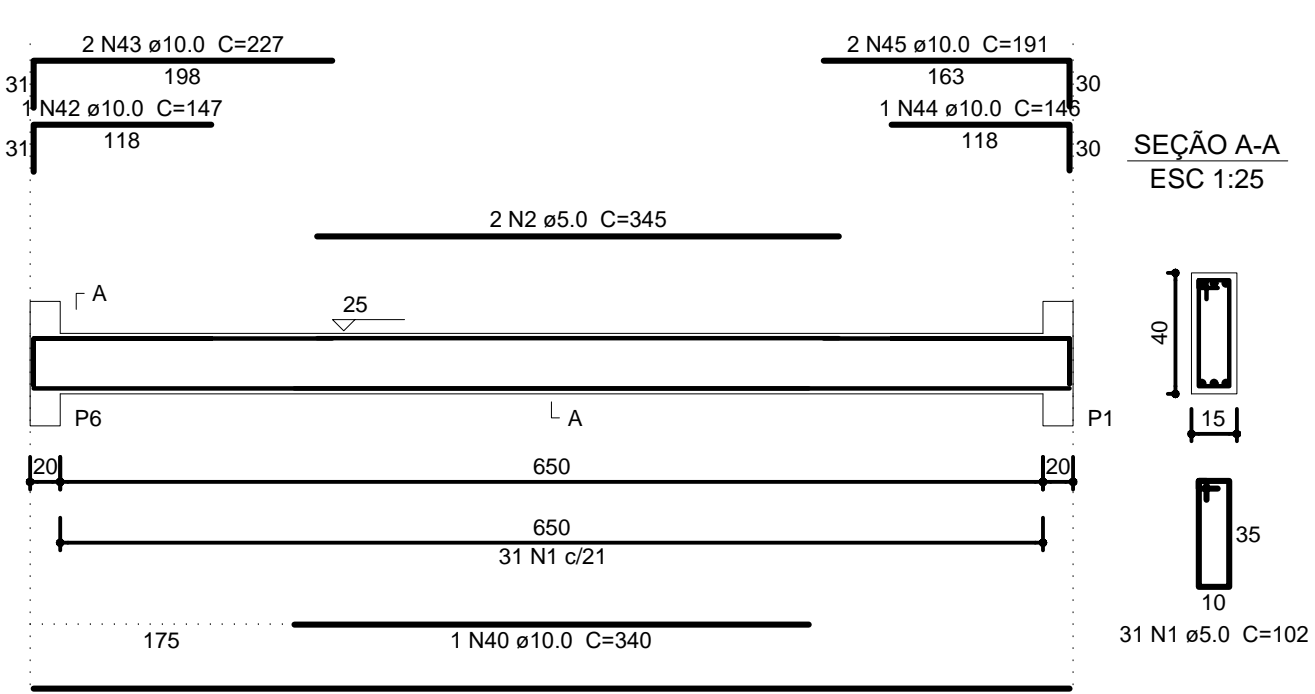 2 N43 ø10.0 C=227
2 N45 ø10.0 C=191
31
198
163
30
1 N42 ø10.0 C=147
1 N44 ø10.0 C=146
31
118
118
30
SEÇÃO A-A
ESC 1:25
2 N2 ø5.0 C=345
A
25
40
P6
A
P1
15
20
650
20
650
31 N1 c/21
35
10
175
1 N40 ø10.0 C=340
31 N1 ø5.0 C=102